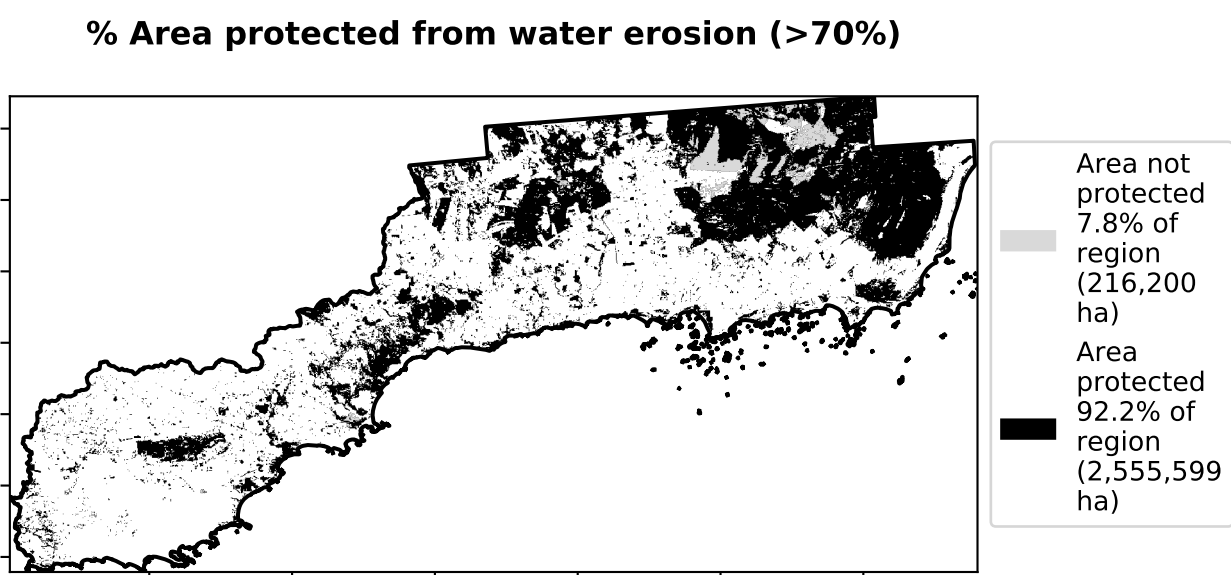 % Area protected from water erosion (>70%)
Area not
protected
7.8% of
region
(216,200
ha)
Area
protected
92.2% of
region
(2,555,599
ha)